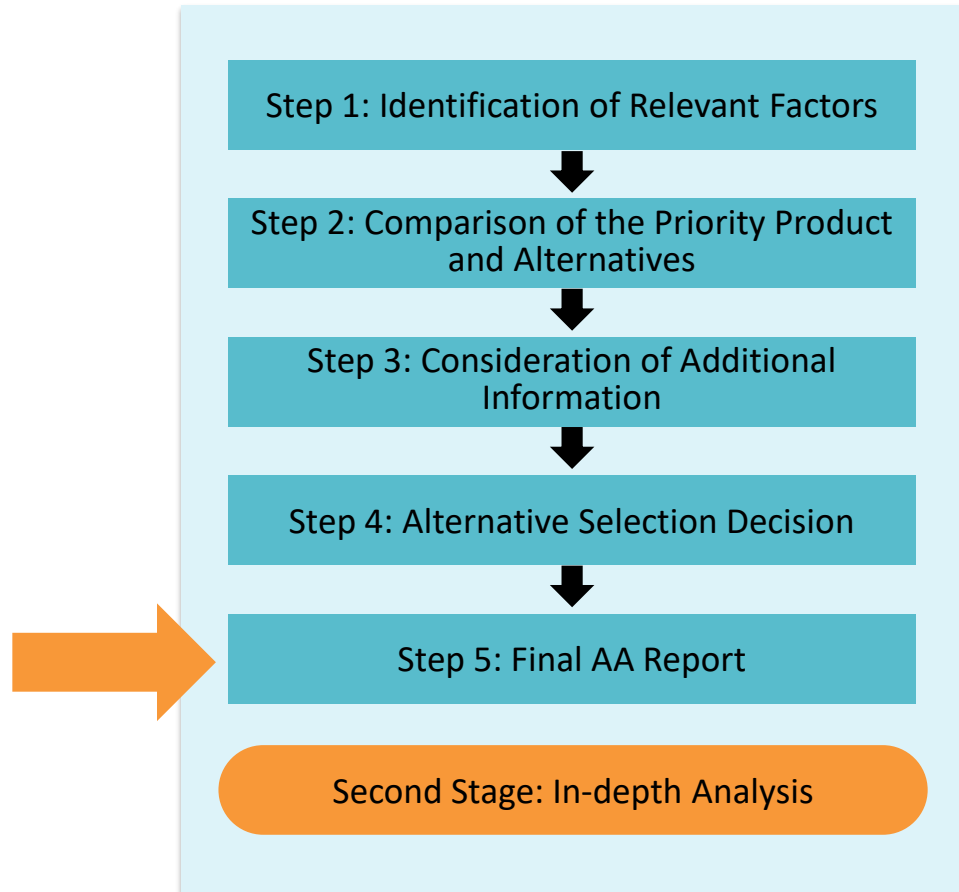 Step 1: Identification of Relevant Factors
Step 2: Comparison of the Priority Product
and Alternatives
Step 3: Consideration of Additional
Information
Step 4: Alternative Selection Decision
Step 5: Final AA Report
Second Stage: In-depth Analysis